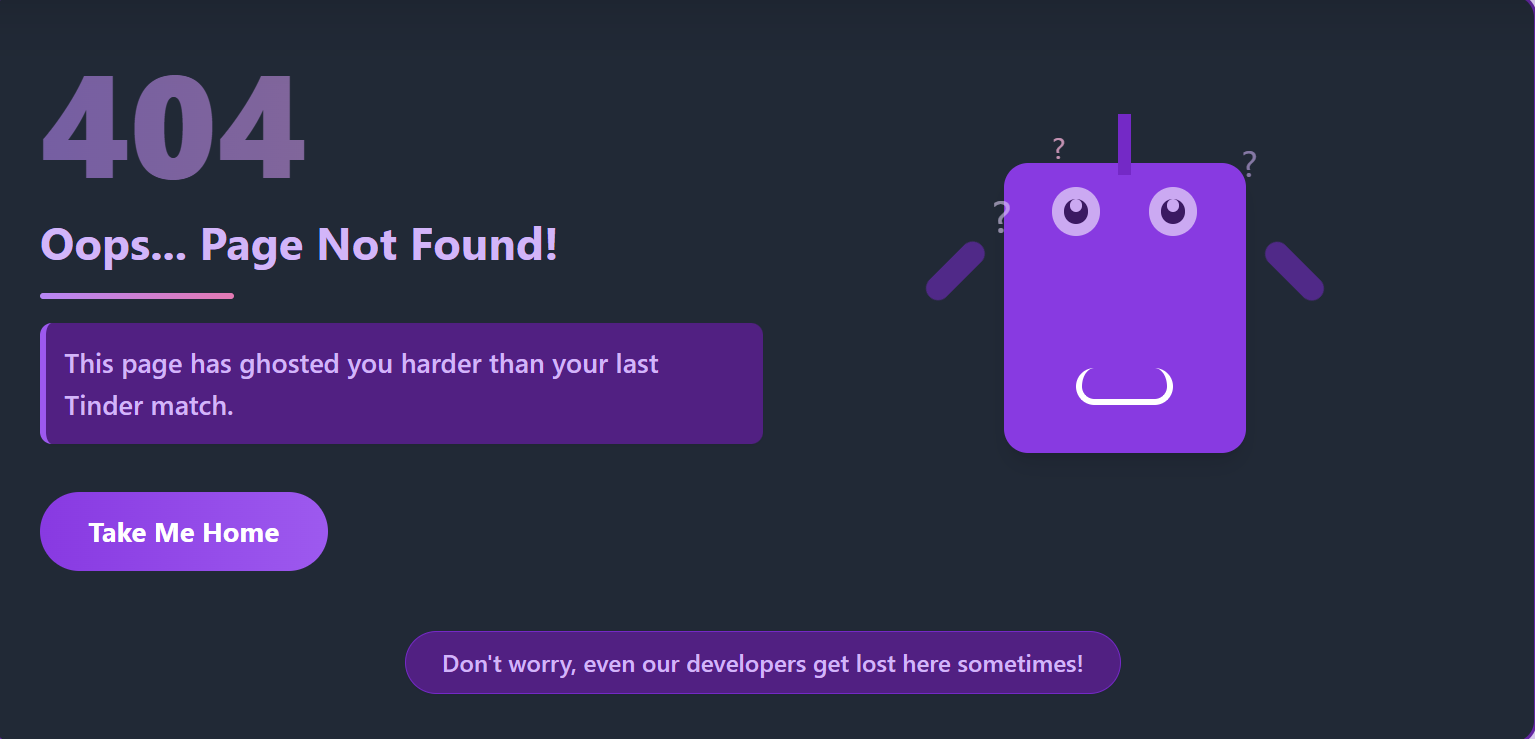 404
Oops... Page Not Found!
This page has ghosted you harder than your last
Tinder match.
Take Me Home
?
?
?
Don't worry, even our developers get lost here sometimes!